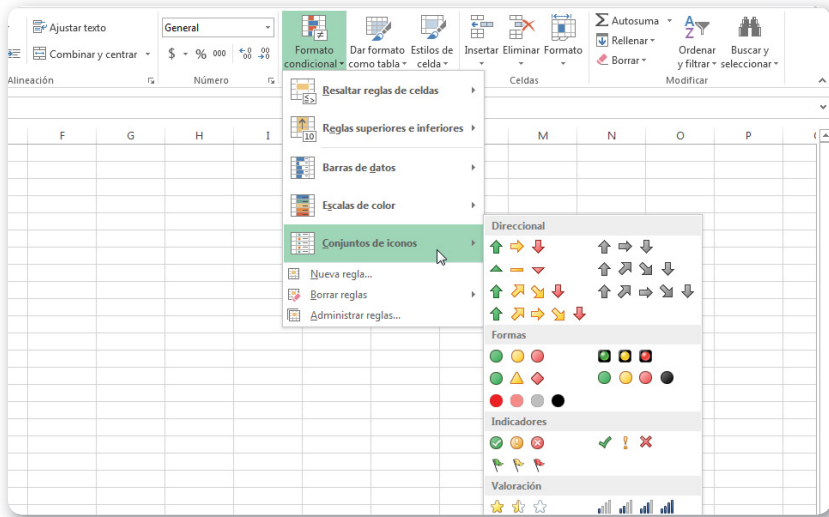 Ajustar texto
General
Combinar y centrar
$ % 000
Alineación
Número
Formato condicional
Dar formato como tabla
Estilos de celda
Insertar
Eliminar
Formato
Celdas
Autosuma
Rellenar
Borrar
Ordenar y filtrar
Buscar y seleccionar
Modificar
F G H I M N O P
Resaltar reglas de celdas
10
Reglas superiores e inferiores
Barras de datos
Escalas de color
Conjuntos de iconos
Nueva regla...
Borrar reglas
Administrar reglas...
Direccional
Formas
Indicadores
Valoración